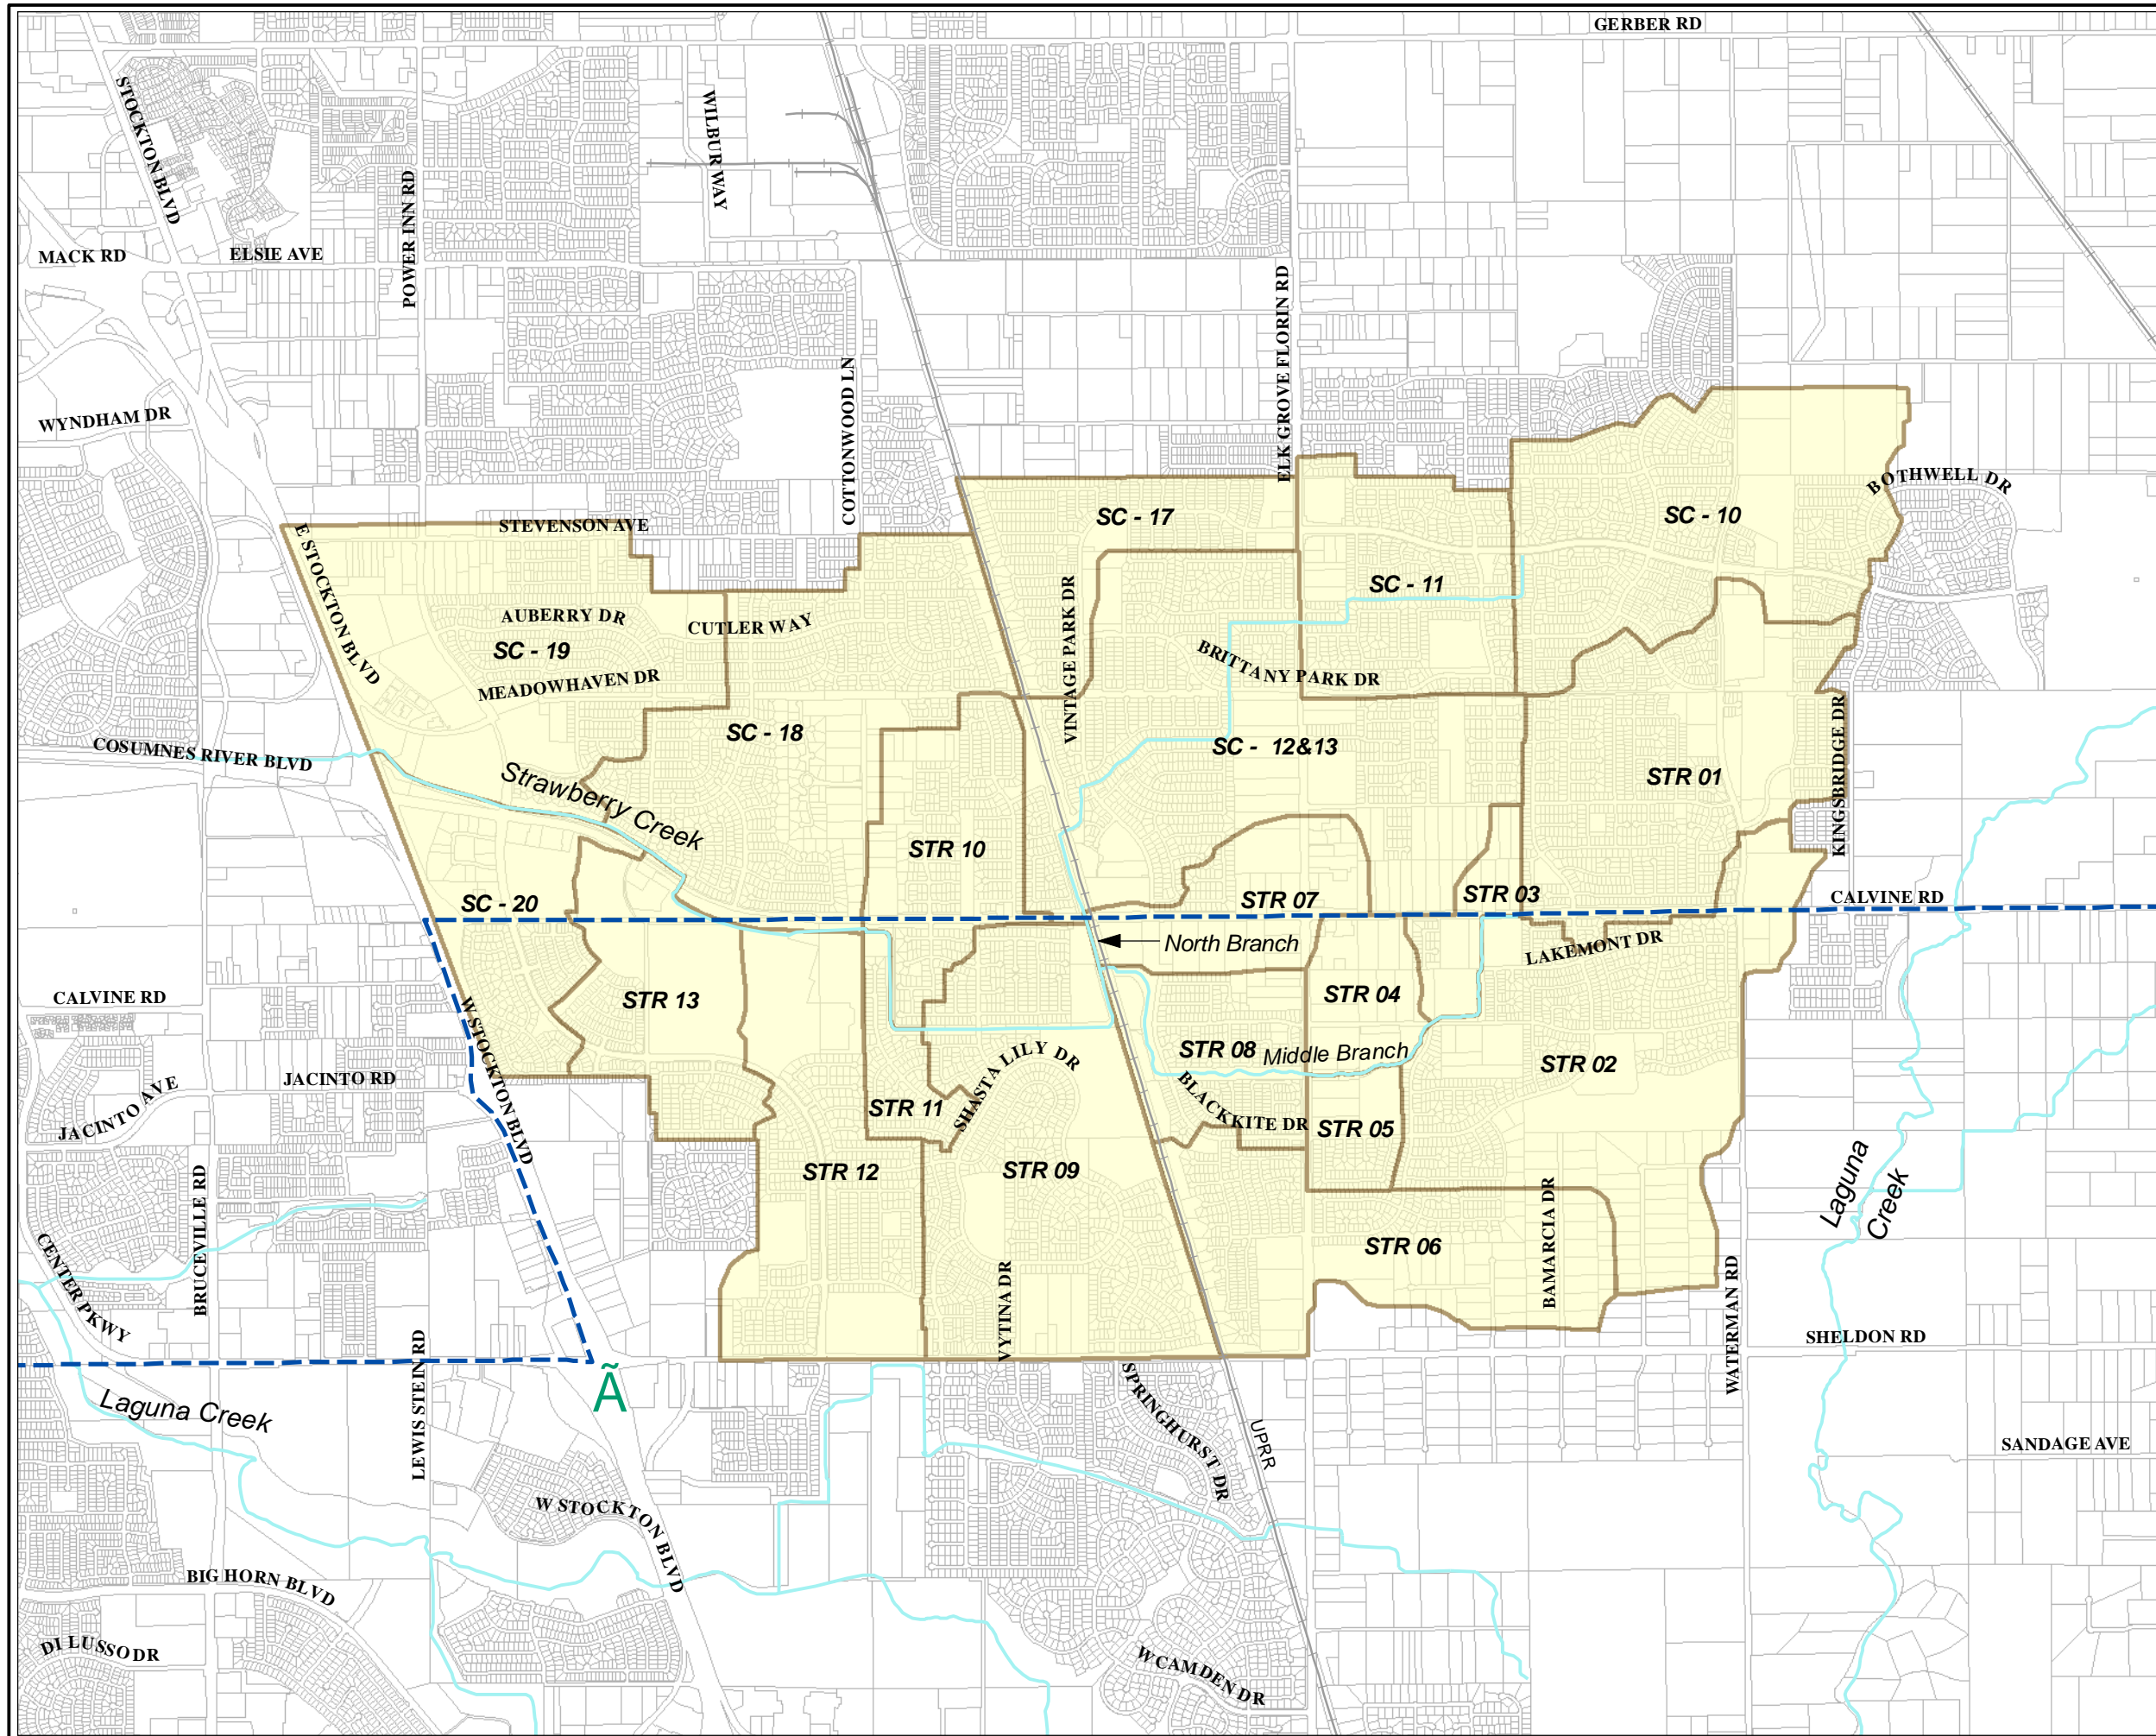 GERBER RD
STOCKTON BLVD
WILBUR WAY
POWER INN RD
MACK RD
ELSIE AVE
ELK GROVE FLORIN RD
COTTONWOOD LN
WYNDHAM DR
BOTHWELL DR
SC - 17
SC - 10
STEVENSON AVE
E STOCKTON BLVD
SC - 11
VINTAGE PARK DR
AUBERRY DR
CUTLER WAY
SC - 19
BRITTANY PARK DR
MEADOWHAVEN DR
SC - 18
SC - 12&13
KINGSBRIDGE DR
COSUMNES RIVER BLVD
STR 01
Strawberry Creek
STR 10
SC - 20
STR 07
STR 03
CALVINE RD
North Branch
LAKEMONT DR
CALVINE RD
STR 13
STR 04
W STOCKTON BLVD
SHASTA LILY DR
STR 08
Middle Branch
STR 02
JACINTO RD
JACINTO AVE
STR 11
BLACK KITE DR
STR 05
Laguna
Creek
STR 12
STR 09
BRUCEVILLE RD
BAMARCIA DR
STR 06
CENTER PKWY
VYTINA DR
WATERMAN RD
SHELDON RD
LEWIS STEIN RD
Ã
Laguna Creek
SPRINGHURST DR
UPRR
SANDAGE AVE
W STOCKTON BLVD
BIG HORN BLVD
DI LUSSO DR
W CAMDEN DR